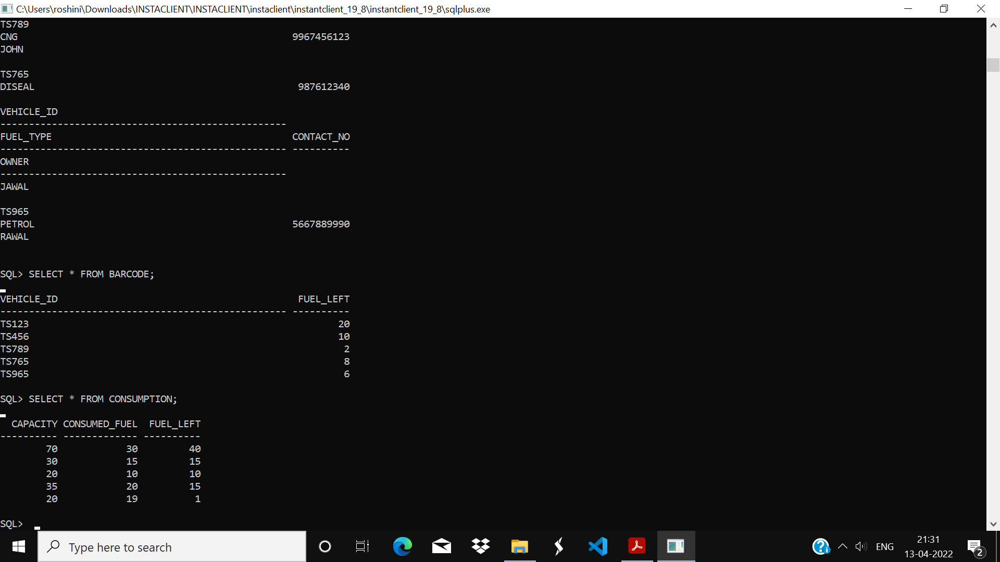 C:\Users\roshini\Downloads\INSTACLIENT\INSTACLIENT\instaclient\instantclient_19_8\instantclient_19_8\sqlplus.exe
TS789
CNG 9967456123
JOHN
TS765
DISEAL 987612340
VEHICLE_ID
--------------------------------------------------
FUEL_TYPE CONTACT_NO
-------------------------------------------------- ----------
OWNER
--------------------------------------------------
JAWAL
TS965
PETROL 5667889990
RAWAL
SQL> SELECT * FROM BARCODE;
VEHICLE_ID FUEL_LEFT
-------------------------------------------------- ----------
TS123 20
TS456 10
TS789 2
TS765 8
TS965 6
SQL> SELECT * FROM CONSUMPTION;
CAPACITY CONSUMED_FUEL FUEL_LEFT
---------- ------------- ----------
70 30 40
30 15 15
20 10 10
35 20 15
20 19 1
SQL>
Type here to search
ENG
21:31
13-04-2022
2